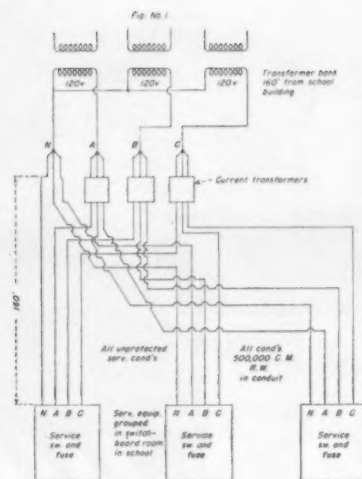 Fig. No. 1
120v
120v
120v
Transformer bank
160' from school
building
N
A
B
C
Current transformers
160'
All unprotected
serv. cond's
All cond's
500,000 C. M.
R.W.
in conduit
N A B C
Serv. equip.
grouped
in switch-
board room
in school
N A B C
N A B C
Service
sw. and
fuse
Service
sw. and
fuse
Service
sw. and
fuse